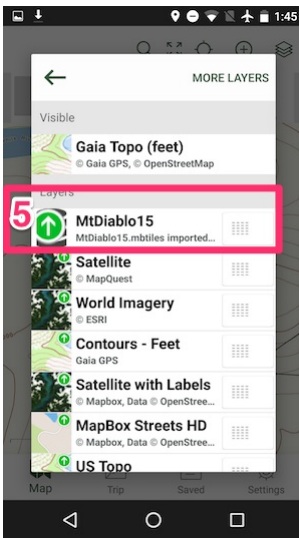 1:45
MORE LAYERS
Visible
Gaia Topo (feet)
© Gaia GPS, © OpenStreetMap
Layers
5
MtDiablo15
MtDiablo15.mbtiles imported...
Satellite
© MapQuest
World Imagery
© ESRI
Contours - Feet
Gaia GPS
Satellite with Labels
© Mapbox, Data © OpenStree...
MapBox Streets HD
© Mapbox, Data © OpenStree...
US Topo
Map
Trip
Saved
Settings